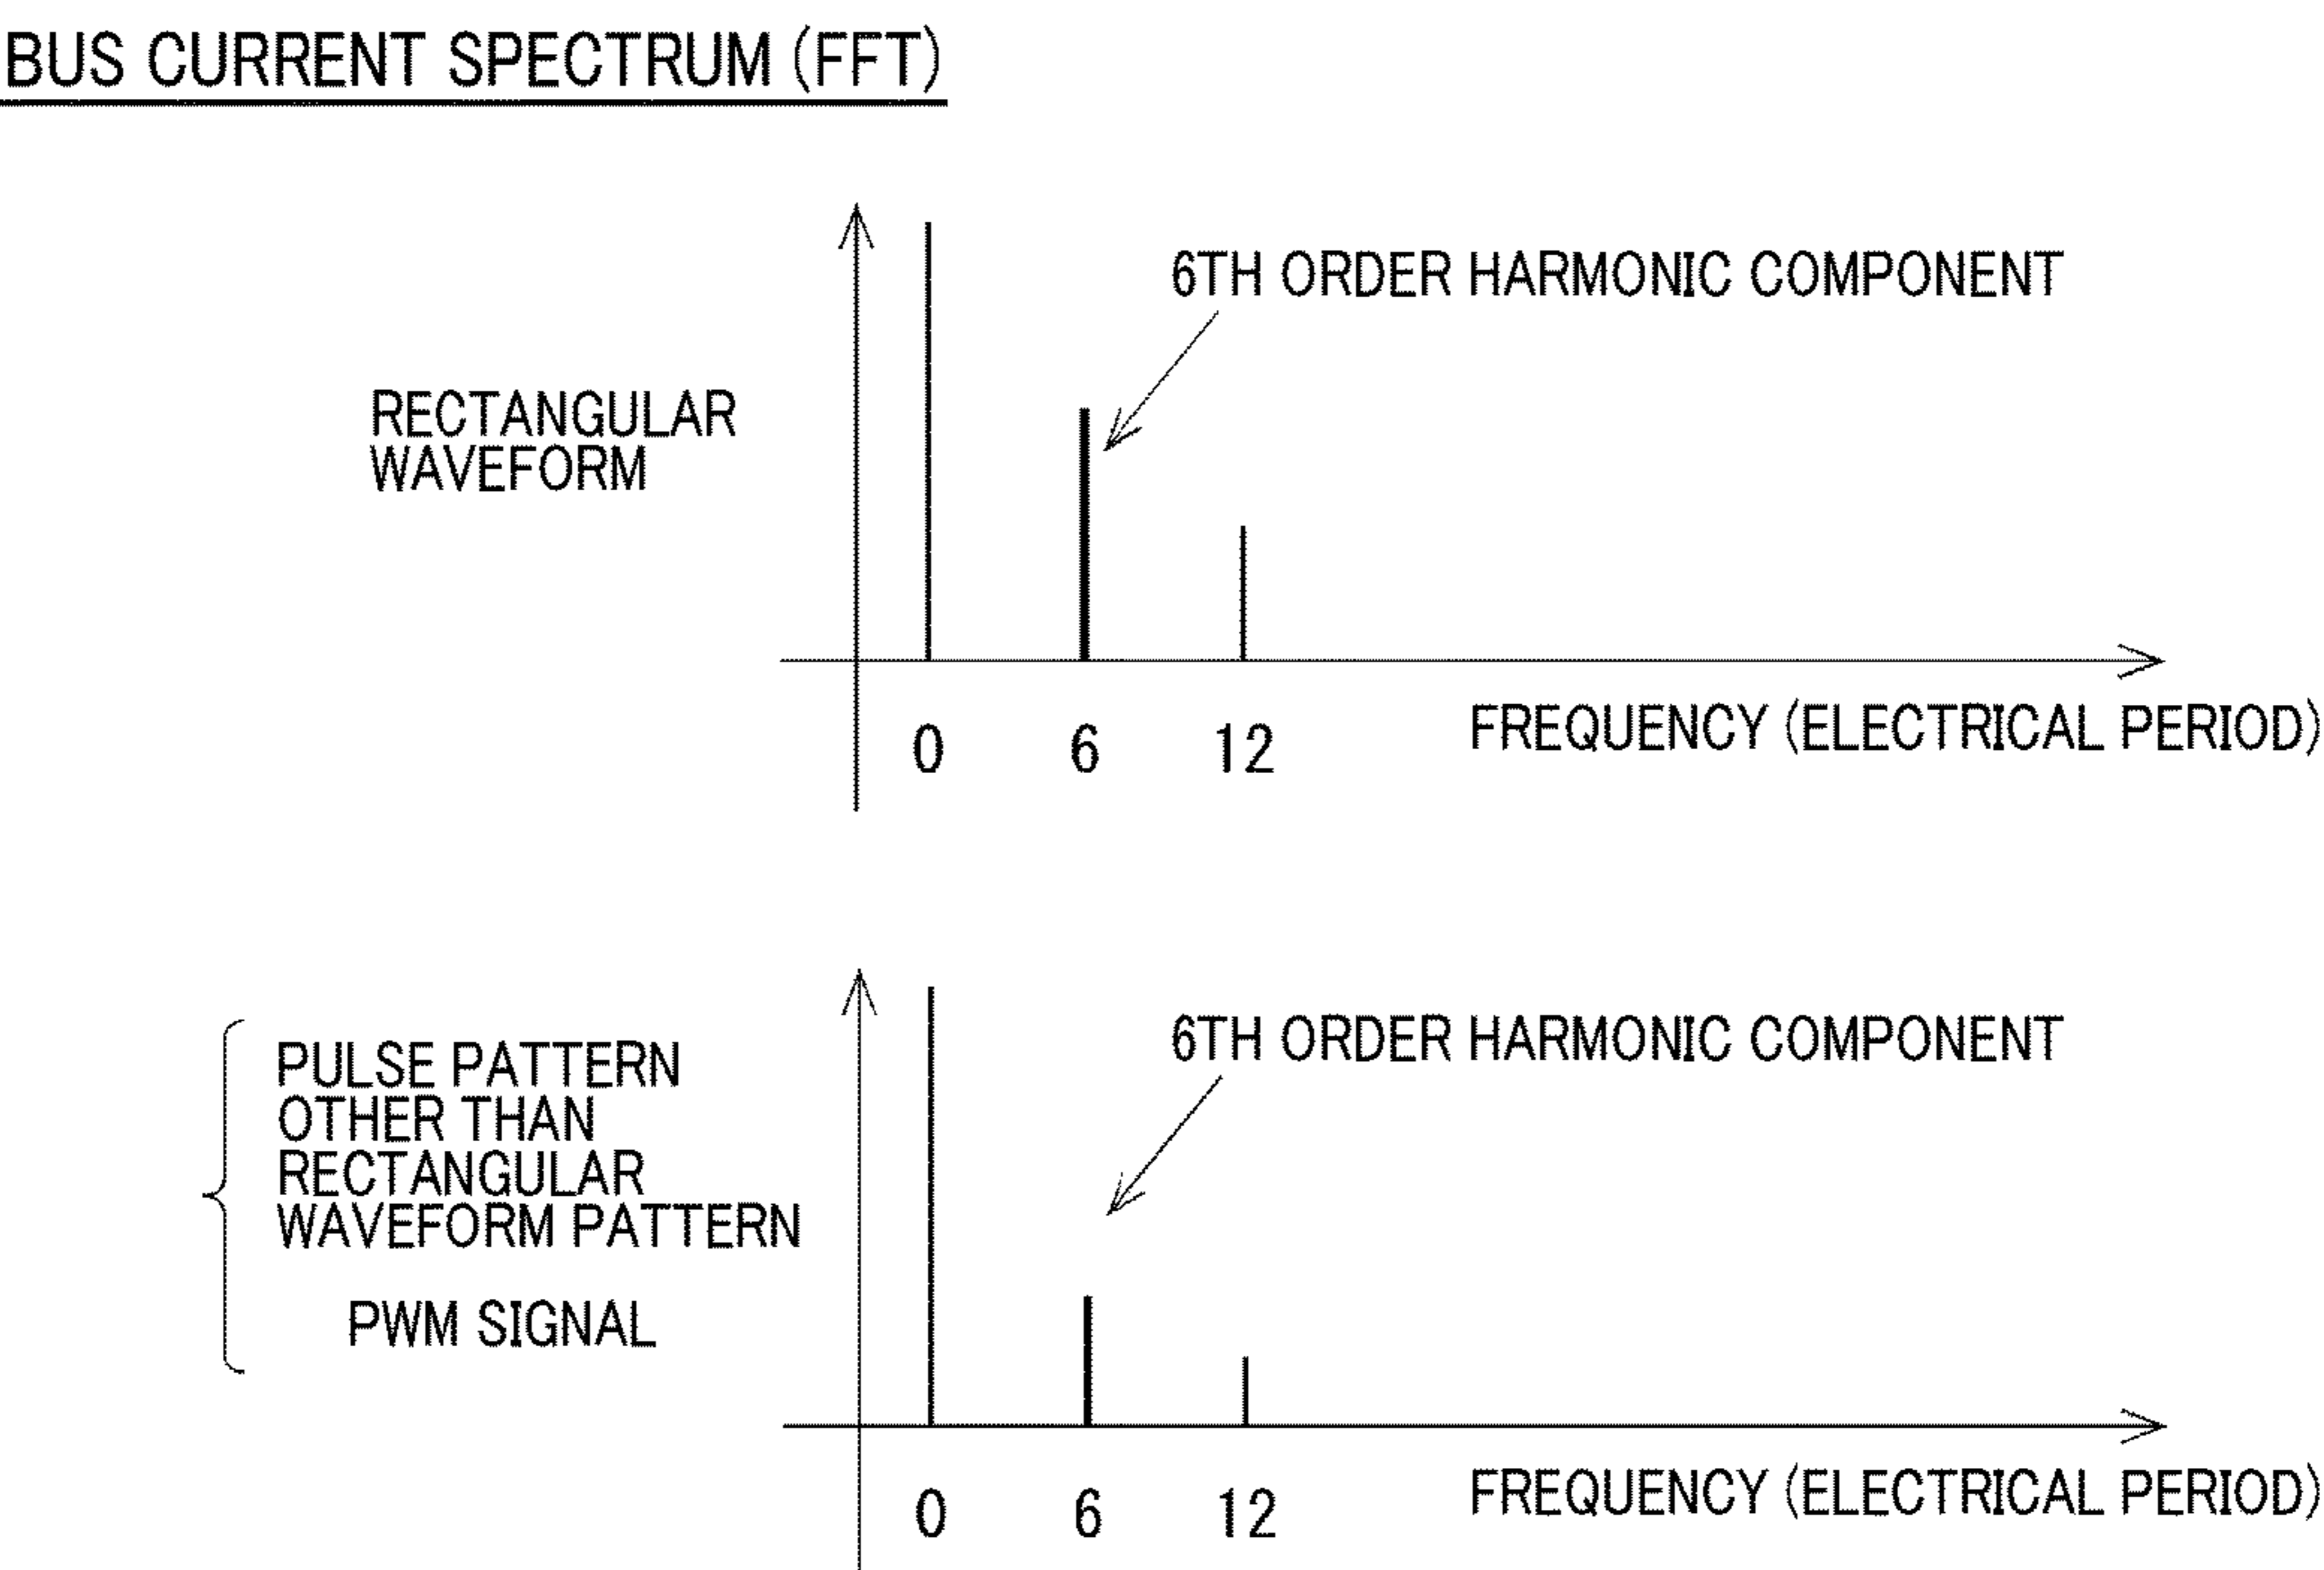 BUS CURRENT SPECTRUM (FFT)
6TH ORDER HARMONIC COMPONENT
RECTANGULAR
WAVEFORM
0 6 12
FREQUENCY (ELECTRICAL PERIOD)
6TH ORDER HARMONIC COMPONENT
PULSE PATTERN
OTHER THAN
RECTANGULAR
WAVEFORM PATTERN
PWM SIGNAL
0 6 12
FREQUENCY (ELECTRICAL PERIOD)